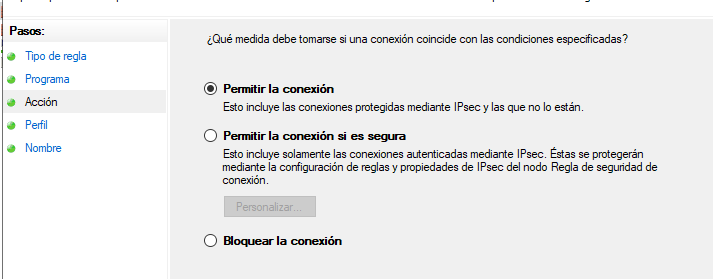 Pasos:
Tipo de regla
Programa
Acción
Perfil
Nombre
¿Qué medida debe tomarse si una conexión coincide con las condiciones especificadas?
Permitir la conexión
Esto incluye las conexiones protegidas mediante IPsec y las que no lo están.
Permitir la conexión si es segura
Esto incluye solamente las conexiones autenticadas mediante IPsec. Éstas se protegerán
mediante la configuración de reglas y propiedades de IPsec del nodo Regla de seguridad de
conexión.
Personalizar...
Bloquear la conexión